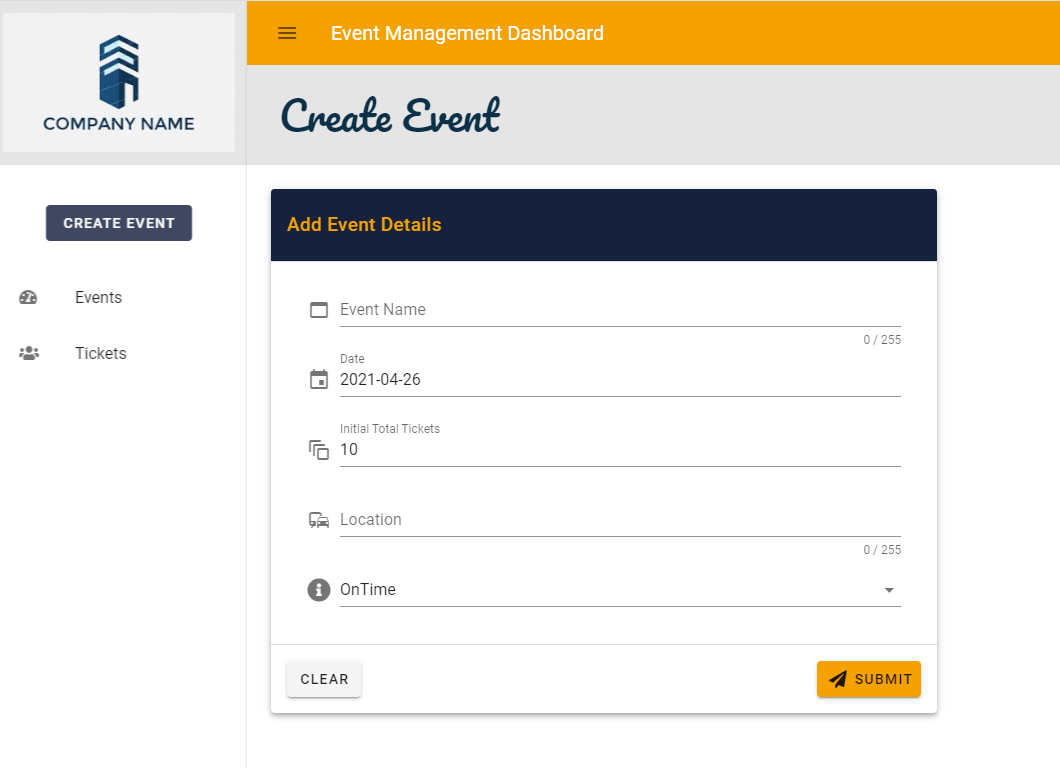 COMPANY NAME
Event Management Dashboard
Create Event
CREATE EVENT
Events
Tickets
Add Event Details
Event Name
0 / 255
Date
2021-04-26
Initial Total Tickets
10
Location
0 / 255
OnTime
CLEAR
SUBMIT